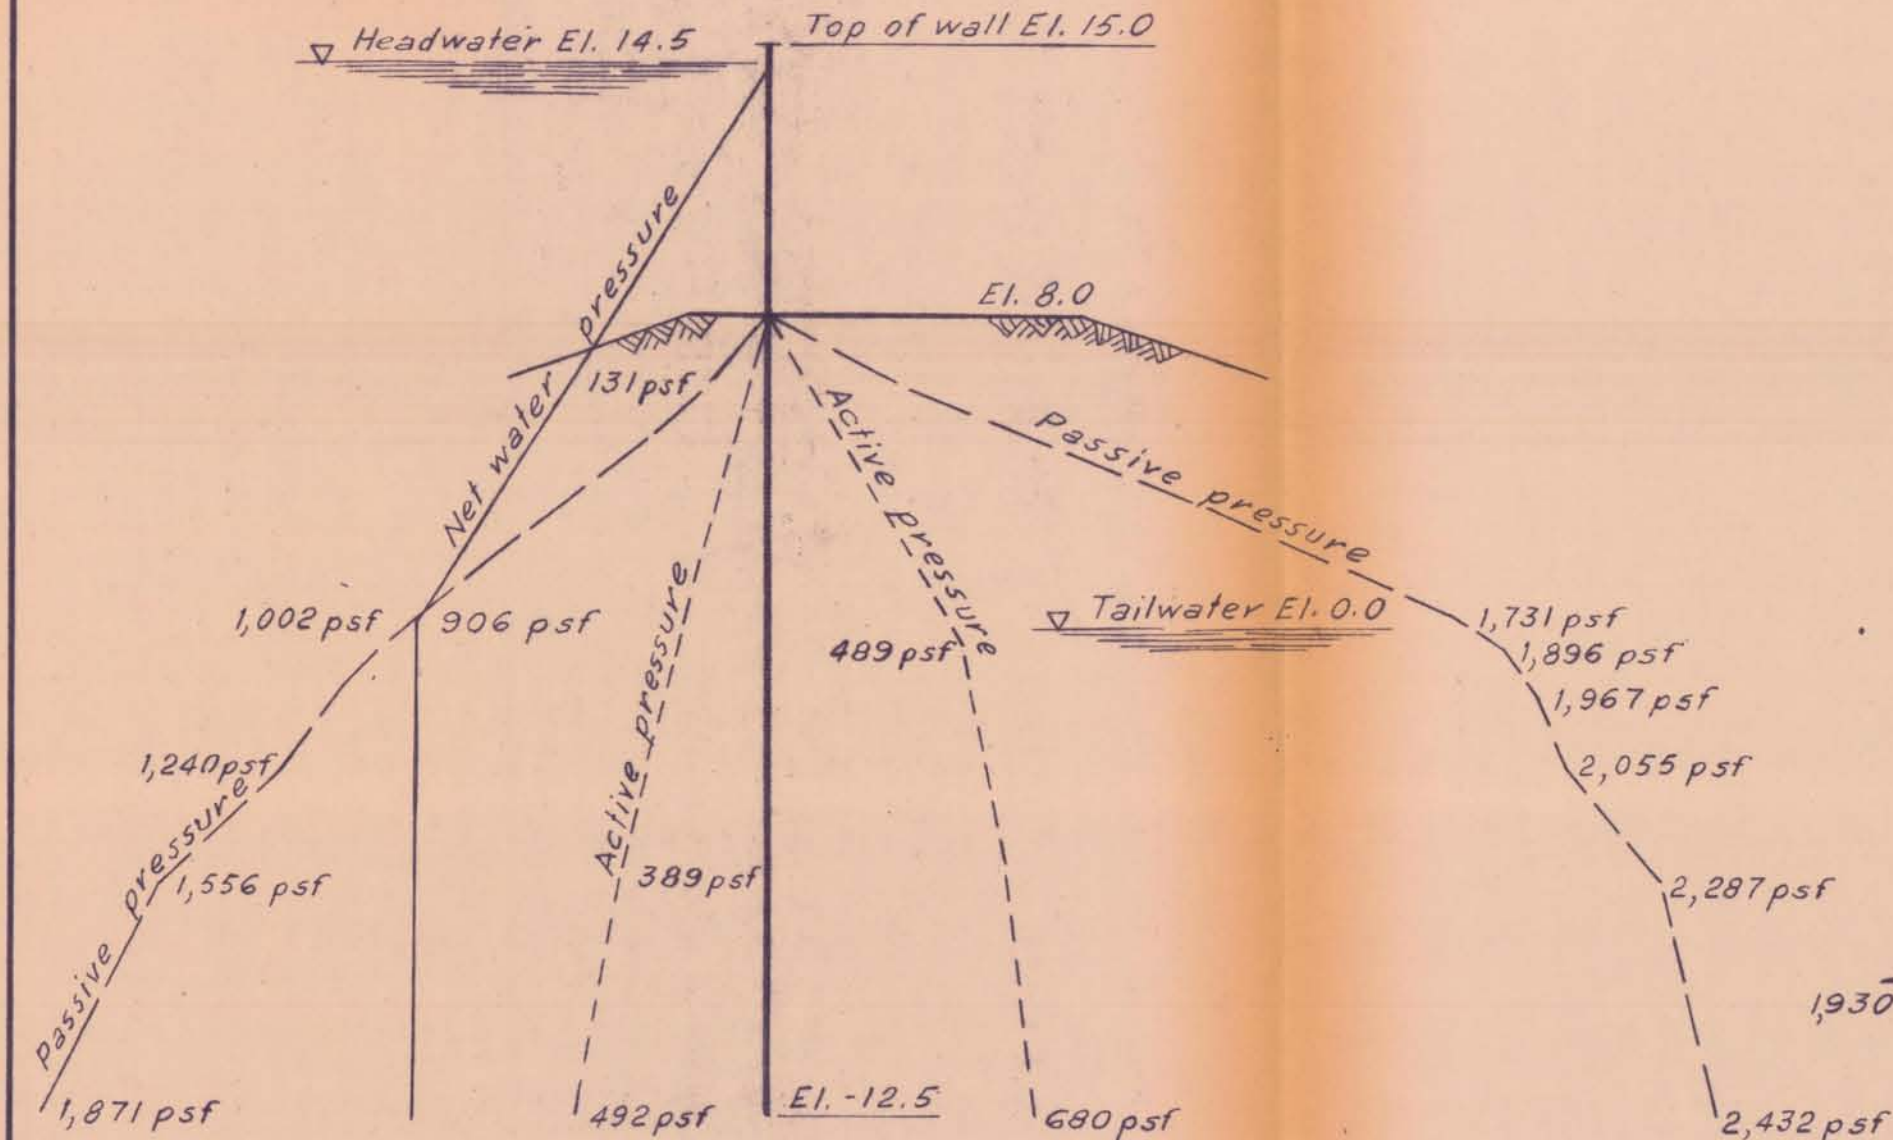 Top of wall El. 15.0
Headwater El. 14.5
Net water pressure
El. 8.0
131 psf
Active pressure
Passive pressure
Tailwater El. 0.0
1,002 psf
906 psf
489 psf
1,731 psf
1,896 psf
1,967 psf
Active pressure
1,240 psf
2,055 psf
Passive pressure
1,556 psf
389 psf
2,287 psf
1,930
1,871 psf
492 psf
El. -12.5
680 psf
2,432 psf